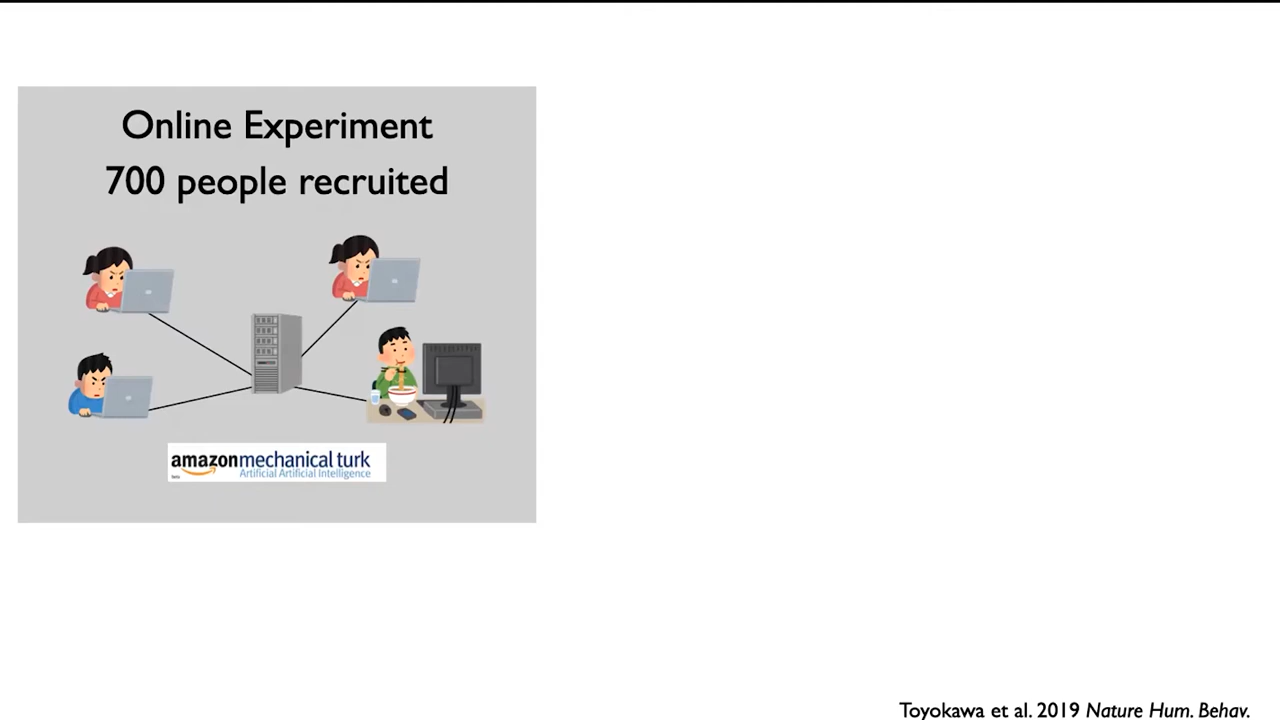 Online Experiment
700 people recruited
amazonmechanical turk
Artificial Artificial Intelligence
Toyokawa et al. 2019 Nature Hum. Behav.